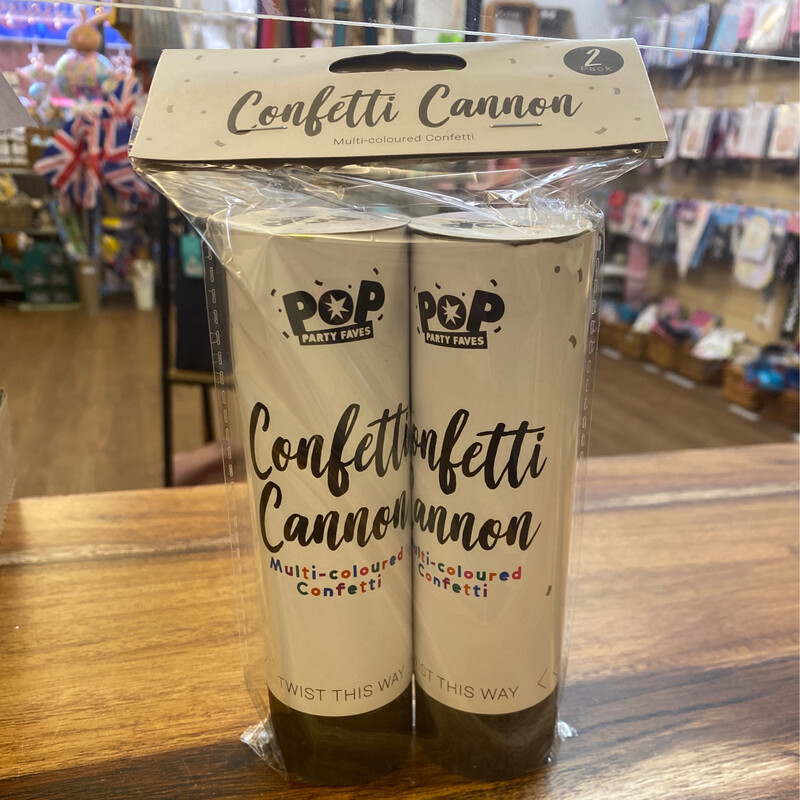 2
Pack
Confetti Cannon
Multi-coloured Confetti
POP
PARTY FAVES
Confetti
Cannon
Multi-coloured
Confetti
TWIST THIS WAY
POP
PARTY FAVES
onfetti
annon
lti-coloured
Confetti
ST THIS WAY